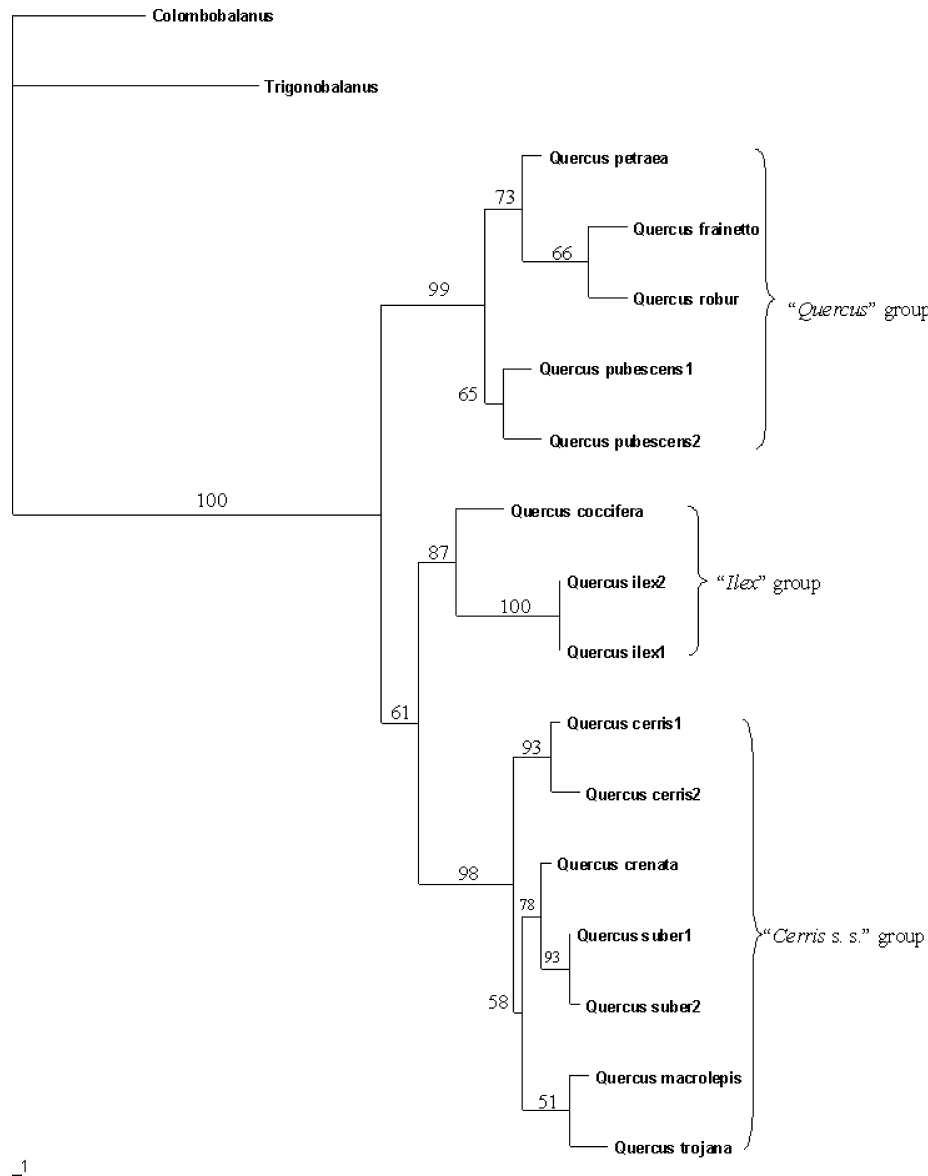 Colombobalanus
Trigonobalanus
Quercus petraea
73
Quercus frainetto
66
99
Quercus robur
“Quercus” group
Quercus pubescens1
65
Quercus pubescens2
100
Quercus coccifera
87
Quercus ilex2
“Ilex” group
100
Quercus ilex1
61
Quercus cerris1
93
Quercus cerris2
98
Quercus crenata
78
Quercus suber1
“Cerris s. s.” group
93
58
Quercus suber2
Quercus macrolepis
51
Quercus trojana
_1